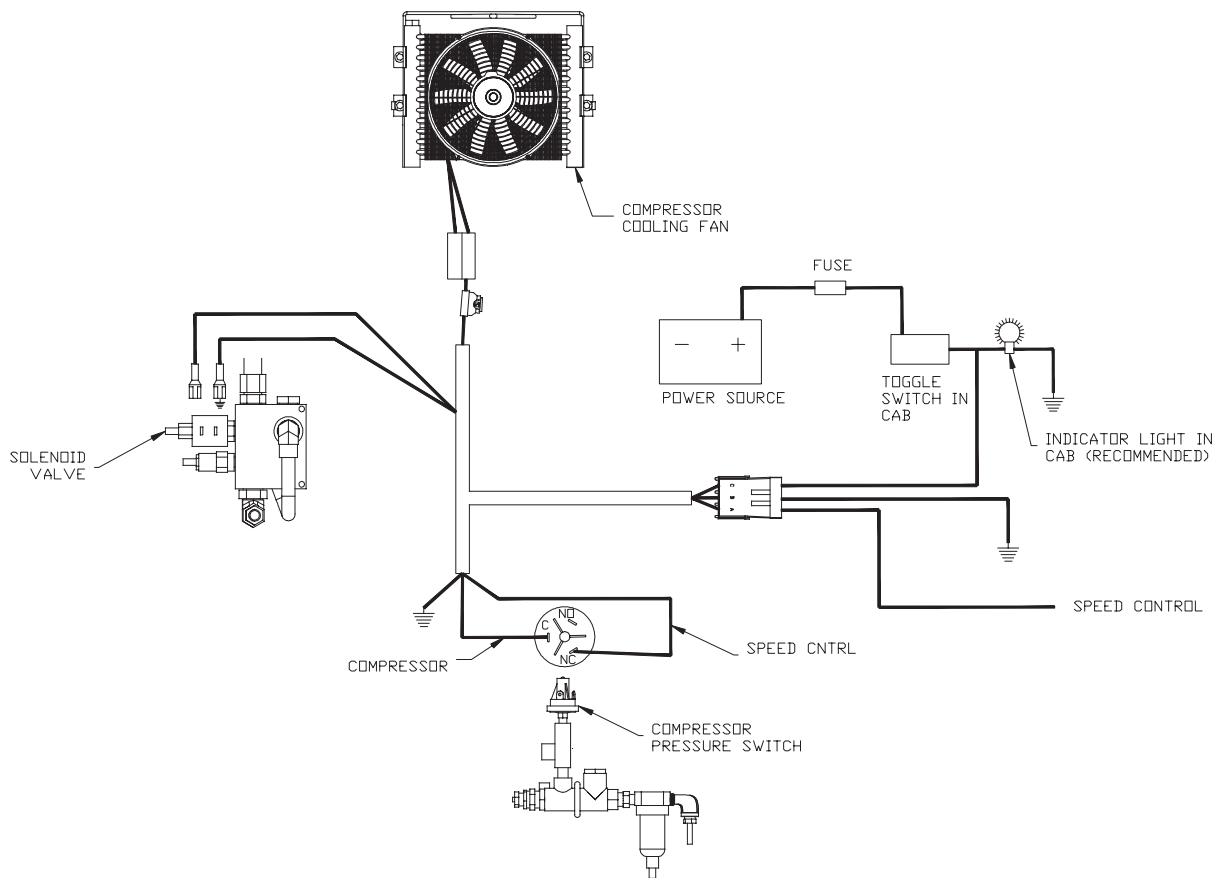 COMPRESSOR
COOLING FAN
FUSE
− +
POWER SOURCE
TOGGLE
SWITCH IN
CAB
INDICATOR LIGHT IN
CAB (RECOMMENDED)
SOLENOID
VALVE
C
B
A
SPEED CONTROL
NO
C
NC
COMPRESSOR
SPEED CNTRL
COMPRESSOR
PRESSURE SWITCH